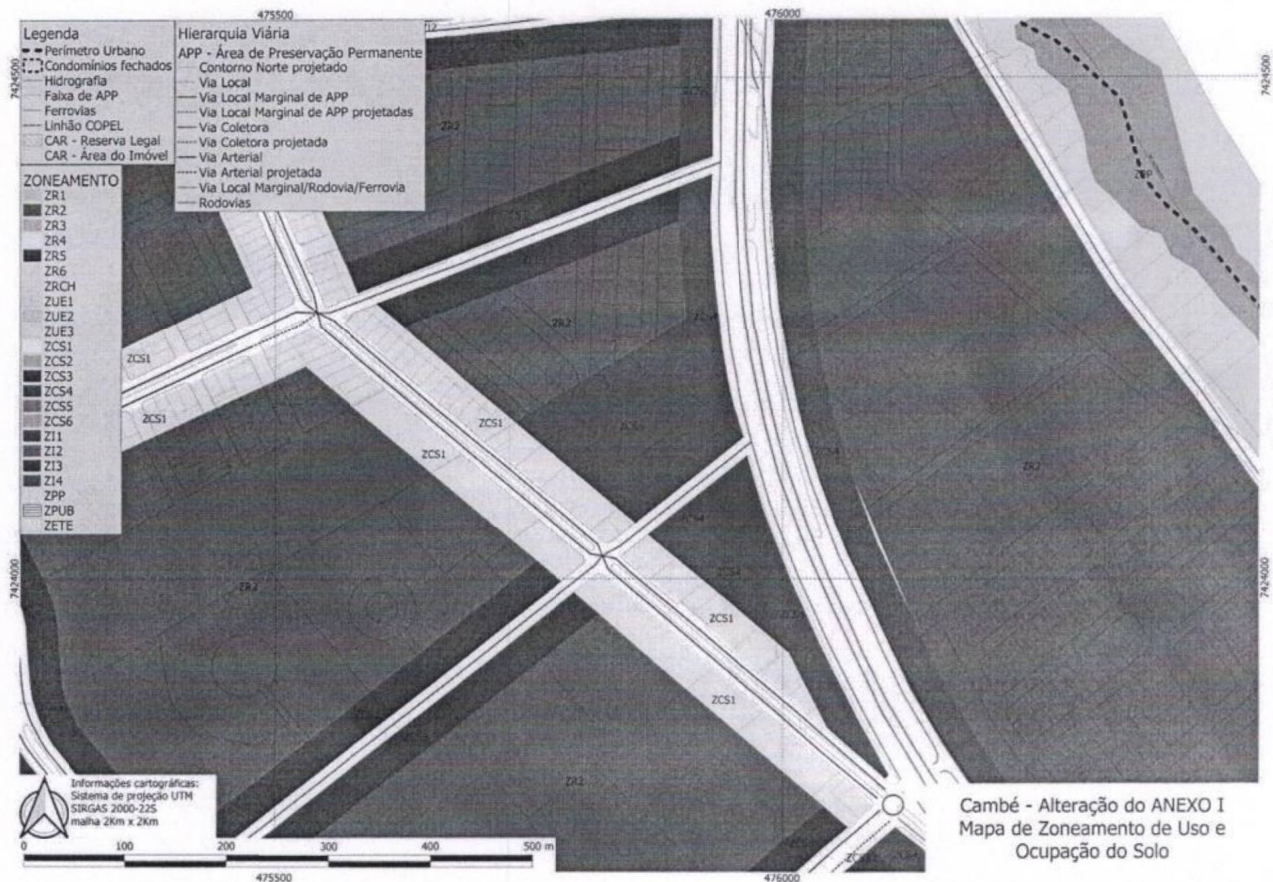 475500
476000
Legenda
Perímetro Urbano
Condomínios fechados
Hidrografia
Faixa de APP
Ferrovias
Linhão COPEL
CAR - Reserva Legal
CAR - Área do Imóvel
Hierarquia Viária
APP - Área de Preservação Permanente
Contorno Norte projetado
Via Local
Via Local Marginal de APP
Via Local Marginal de APP projetadas
Via Coletora
Via Coletora projetada
Via Arterial
Via Arterial projetada
Via Local Marginal/Rodovia/Ferrovia
Rodovias
ZONEAMENTO
ZR1
ZR2
ZR3
ZR4
ZR5
ZR6
ZRCH
ZUE1
ZUE2
ZUE3
ZCS1
ZCS2
ZCS3
ZCS4
ZCS5
ZCS6
ZI1
ZI2
ZI3
ZI4
ZPP
ZPUB
ZETE
7424500
7424500
ZR2
ZPP
ZR2
ZCS1
ZCS1
ZCS1
ZCS1
ZCS4
ZR2
ZCS4
7424000
7424000
ZR2
ZCS4
ZCS1
ZCS1
ZR2
Informações cartográficas:
Sistema de projeção UTM
SIRGAS 2000-22S
malha 2Km x 2Km
0 100 200 300 400 500 m
475500
476000
Cambé - Alteração do ANEXO I
Mapa de Zoneamento de Uso e
Ocupação do Solo